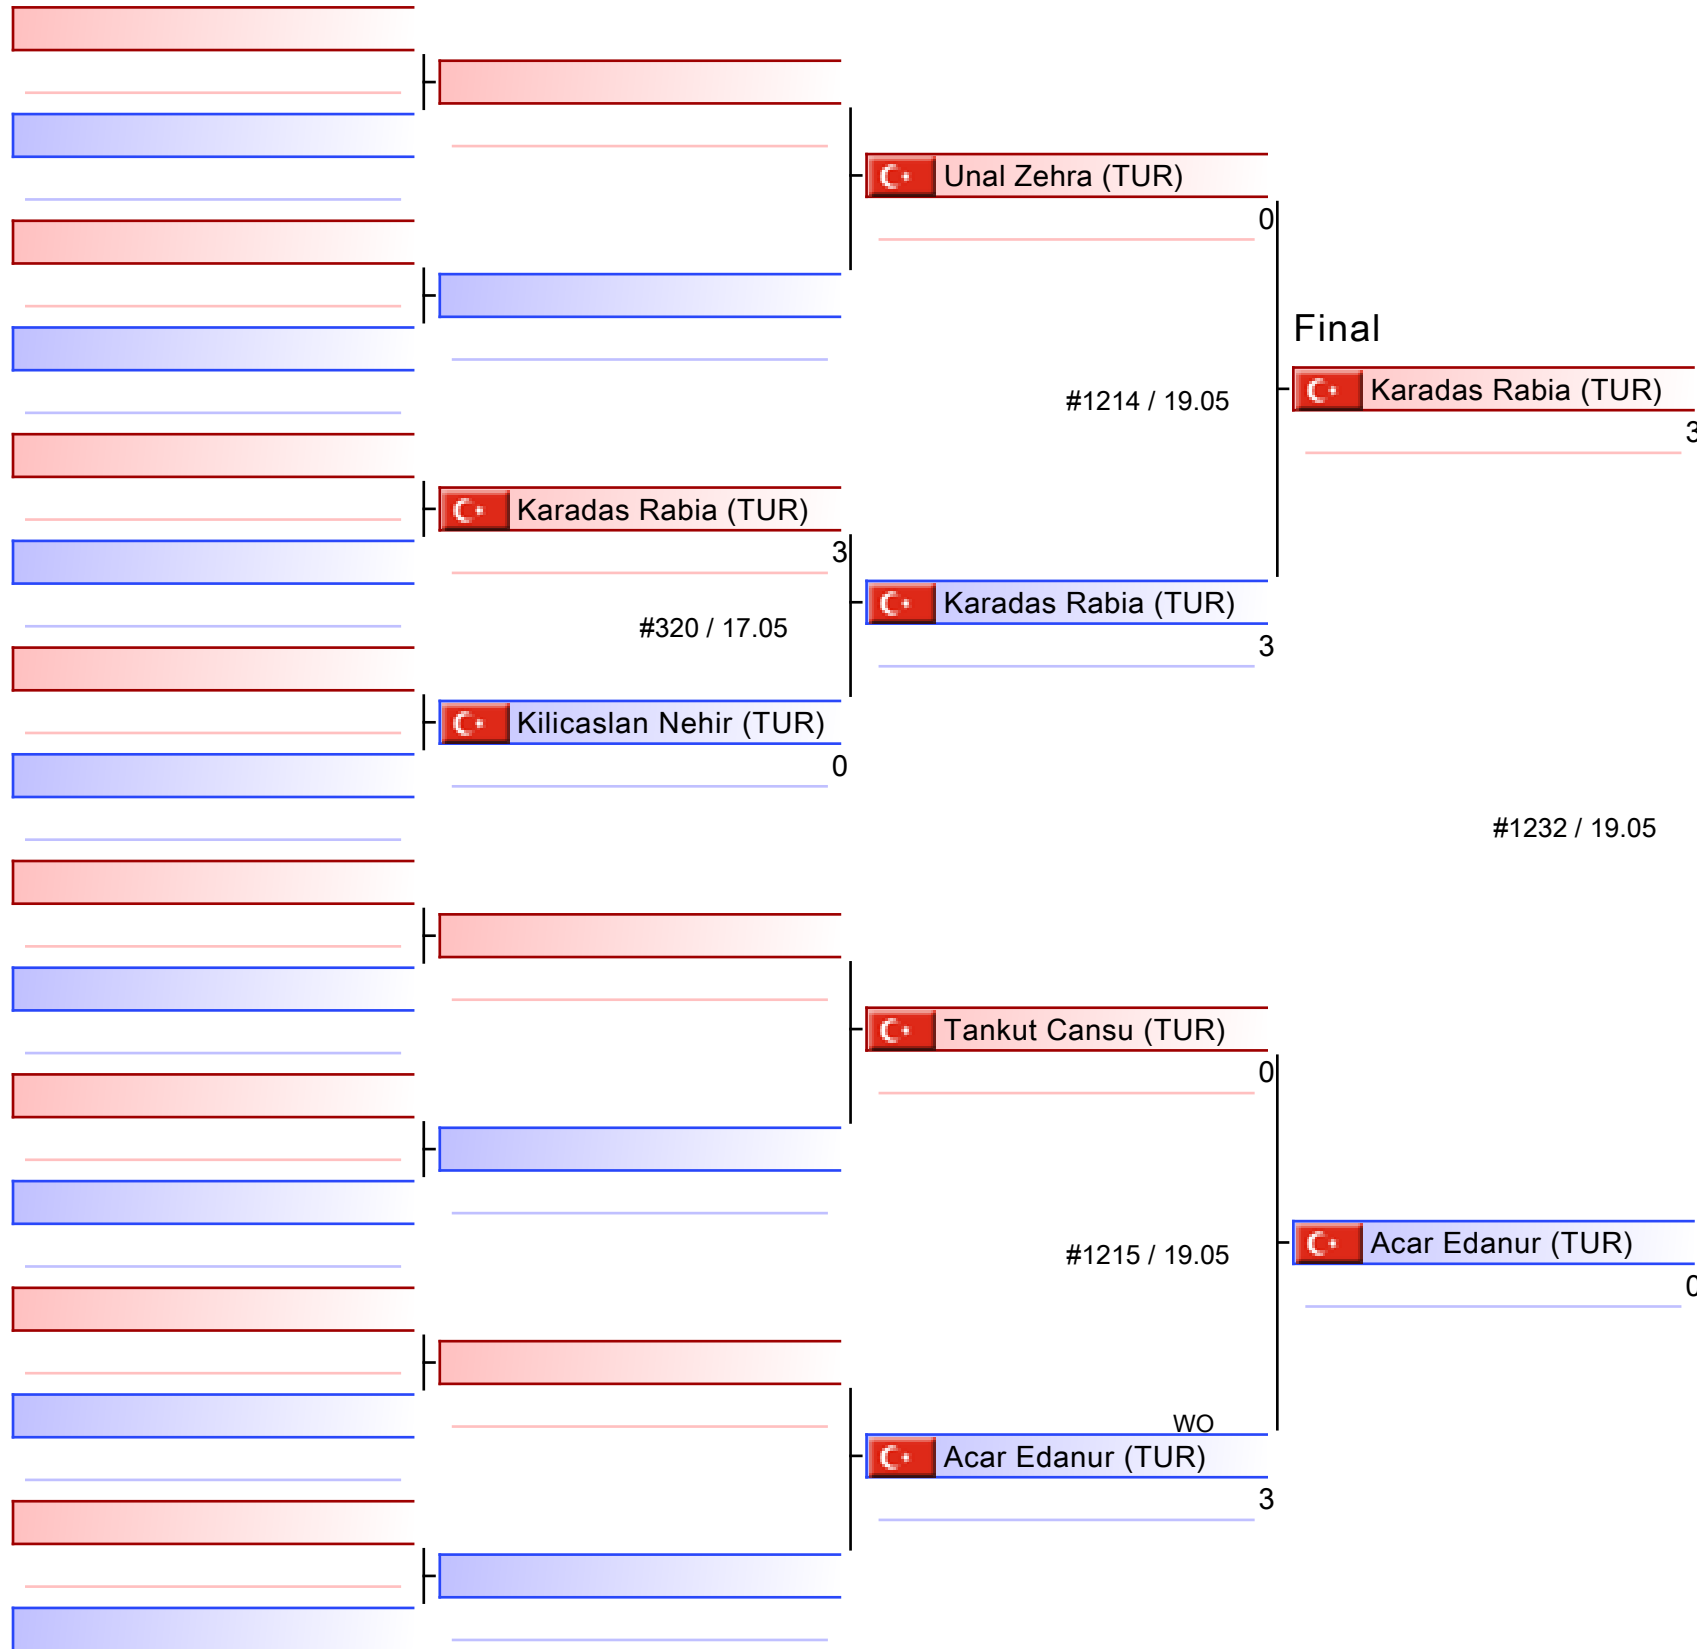 Unal Zehra (TUR)
0
Final
#1214 / 19.05
Karadas Rabia (TUR)
3
Karadas Rabia (TUR)
3
#320 / 17.05
Karadas Rabia (TUR)
3
Kilicaslan Nehir (TUR)
0
#1232 / 19.05
Tankut Cansu (TUR)
0
#1215 / 19.05
Acar Edanur (TUR)
0
WO
Acar Edanur (TUR)
3